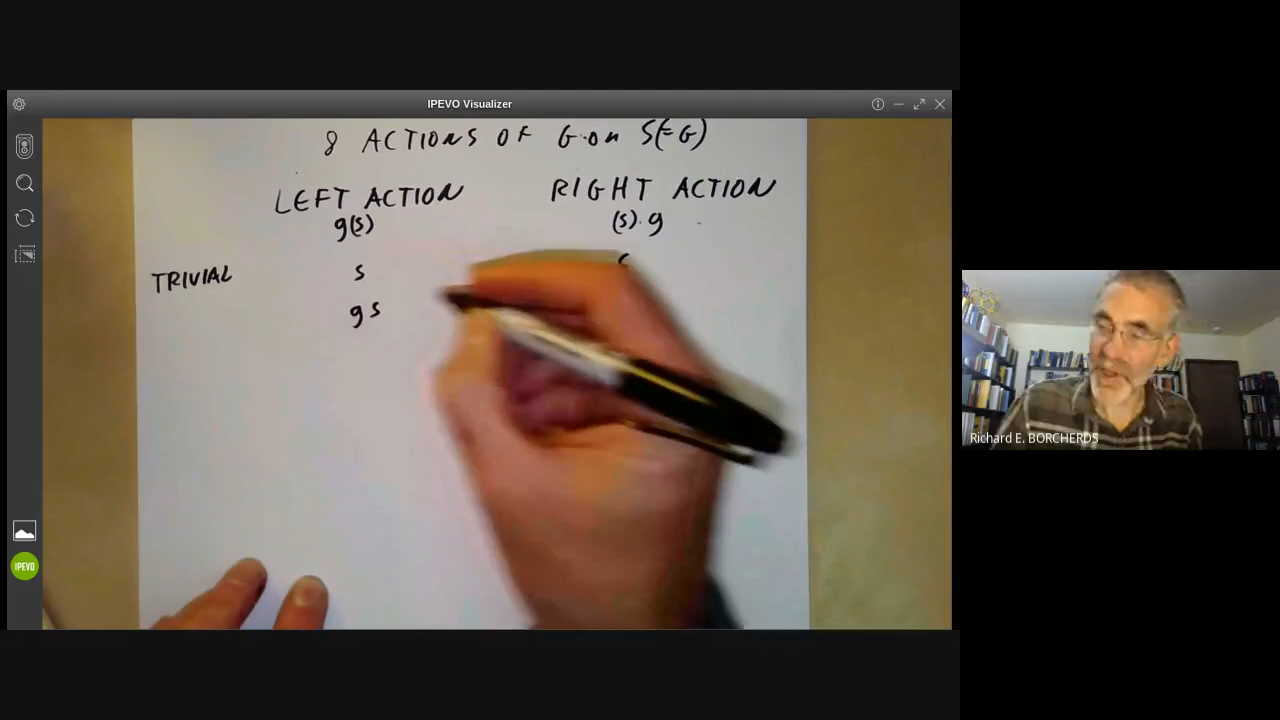 IPEVO Visualizer
8 ACTIONS OF G on S(=G)
LEFT ACTION RIGHT ACTION
g(s) (s).g
TRIVIAL s
gs
IPEVO
Richard E. BORCHERDS